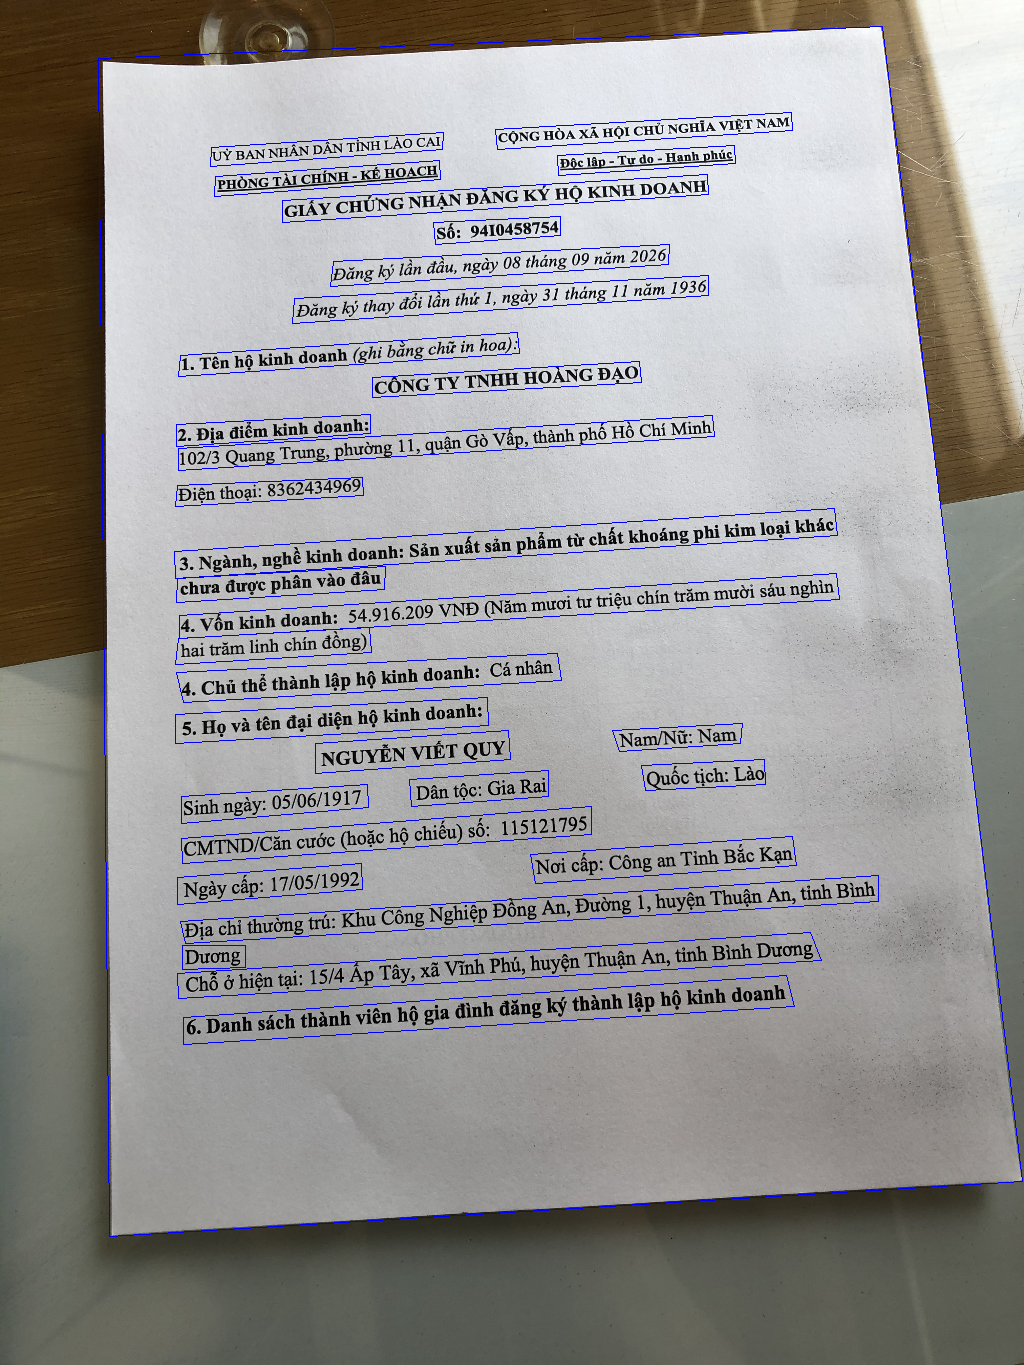 UỶ BAN NHÂN DÂN TỈNH LÀO CAI
CỘNG HÒA XÃ HỘI CHỦ NGHĨA VIỆT NAM
PHÒNG TÀI CHÍNH - KẾ HOẠCH
Độc lập - Tự do - Hạnh phúc
GIẤY CHỨNG NHẬN ĐĂNG KÝ HỘ KINH DOANH
Số: 94I0458754
Đăng ký lần đầu, ngày 08 tháng 09 năm 2026
Đăng ký thay đổi lần thứ 1, ngày 31 tháng 11 năm 1936
1. Tên hộ kinh doanh (ghi bằng chữ in hoa):
CÔNG TY TNHH HOÀNG ĐẠO
2. Địa điểm kinh doanh:
102/3 Quang Trung, phường 11, quận Gò Vấp, thành phố Hồ Chí Minh
Điện thoại: 8362434969
3. Ngành, nghề kinh doanh: Sản xuất sản phẩm từ chất khoáng phi kim loại khác
chưa được phân vào đâu
4. Vốn kinh doanh: 54.916.209 VNĐ (Năm mươi tư triệu chín trăm mười sáu nghìn
hai trăm linh chín đồng)
4. Chủ thể thành lập hộ kinh doanh: Cá nhân
5. Họ và tên đại diện hộ kinh doanh:
NGUYỄN VIẾT QUY
Nam/Nữ: Nam
Sinh ngày: 05/06/1917
Dân tộc: Gia Rai
Quốc tịch: Lào
CMTND/Căn cước (hoặc hộ chiếu) số: 115121795
Ngày cấp: 17/05/1992
Nơi cấp: Công an Tỉnh Bắc Kạn
Địa chỉ thường trú: Khu Công Nghiệp Đồng An, Đường 1, huyện Thuận An, tỉnh Bình
Dương
Chỗ ở hiện tại: 15/4 Ấp Tây, xã Vĩnh Phú, huyện Thuận An, tỉnh Bình Dương
6. Danh sách thành viên hộ gia đình đăng ký thành lập hộ kinh doanh